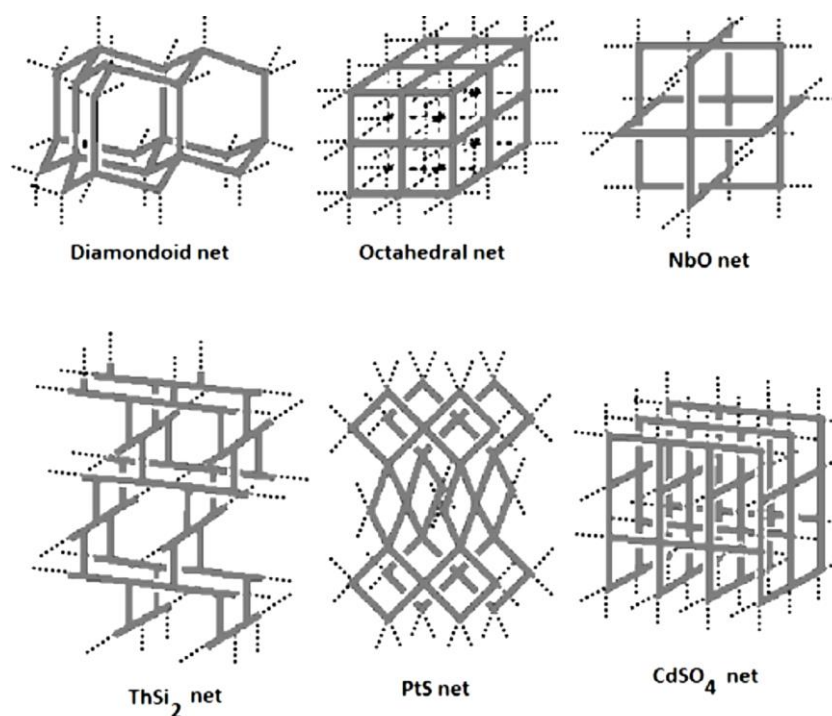 Diamondoid net
Octahedral net
NbO net
ThSi2 net
PtS net
CdSO4 net